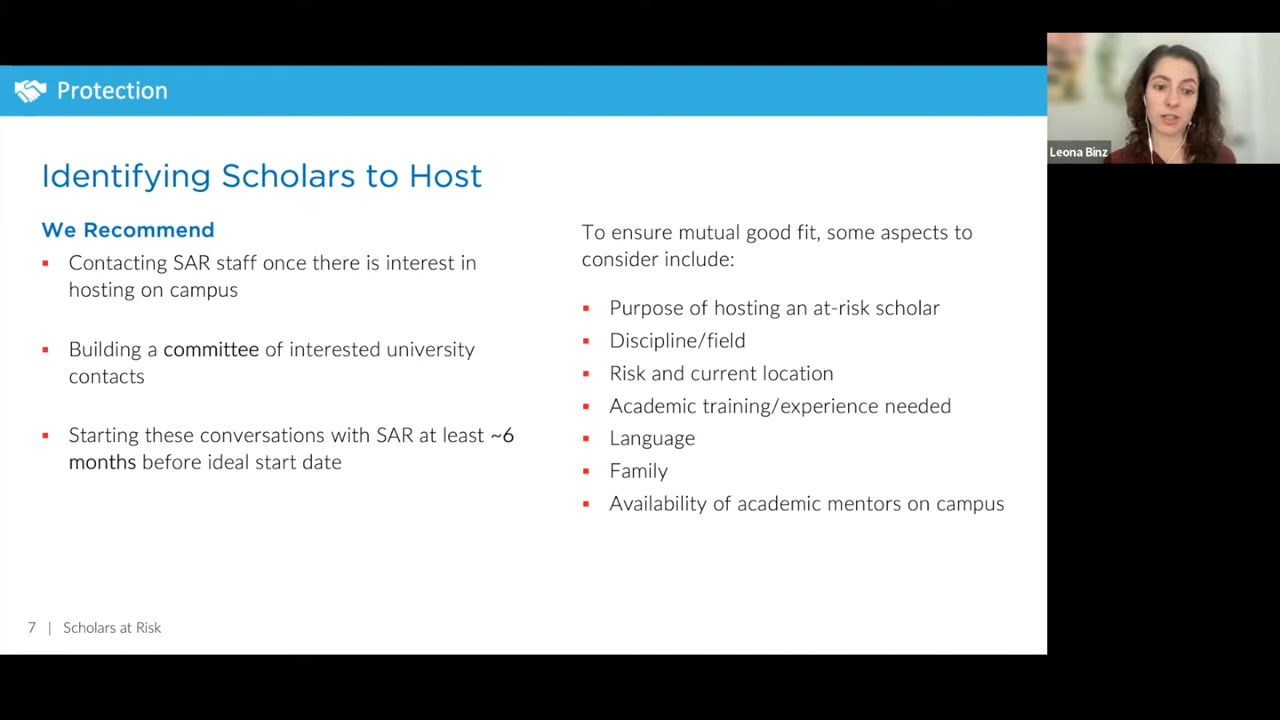 Protection
Leona Binz
Identifying Scholars to Host
We Recommend
▪ Contacting SAR staff once there is interest in
hosting on campus
▪ Building a committee of interested university
contacts
▪ Starting these conversations with SAR at least ~6
months before ideal start date
To ensure mutual good fit, some aspects to
consider include:
▪ Purpose of hosting an at-risk scholar
▪ Discipline/field
▪ Risk and current location
▪ Academic training/experience needed
▪ Language
▪ Family
▪ Availability of academic mentors on campus
7 | Scholars at Risk